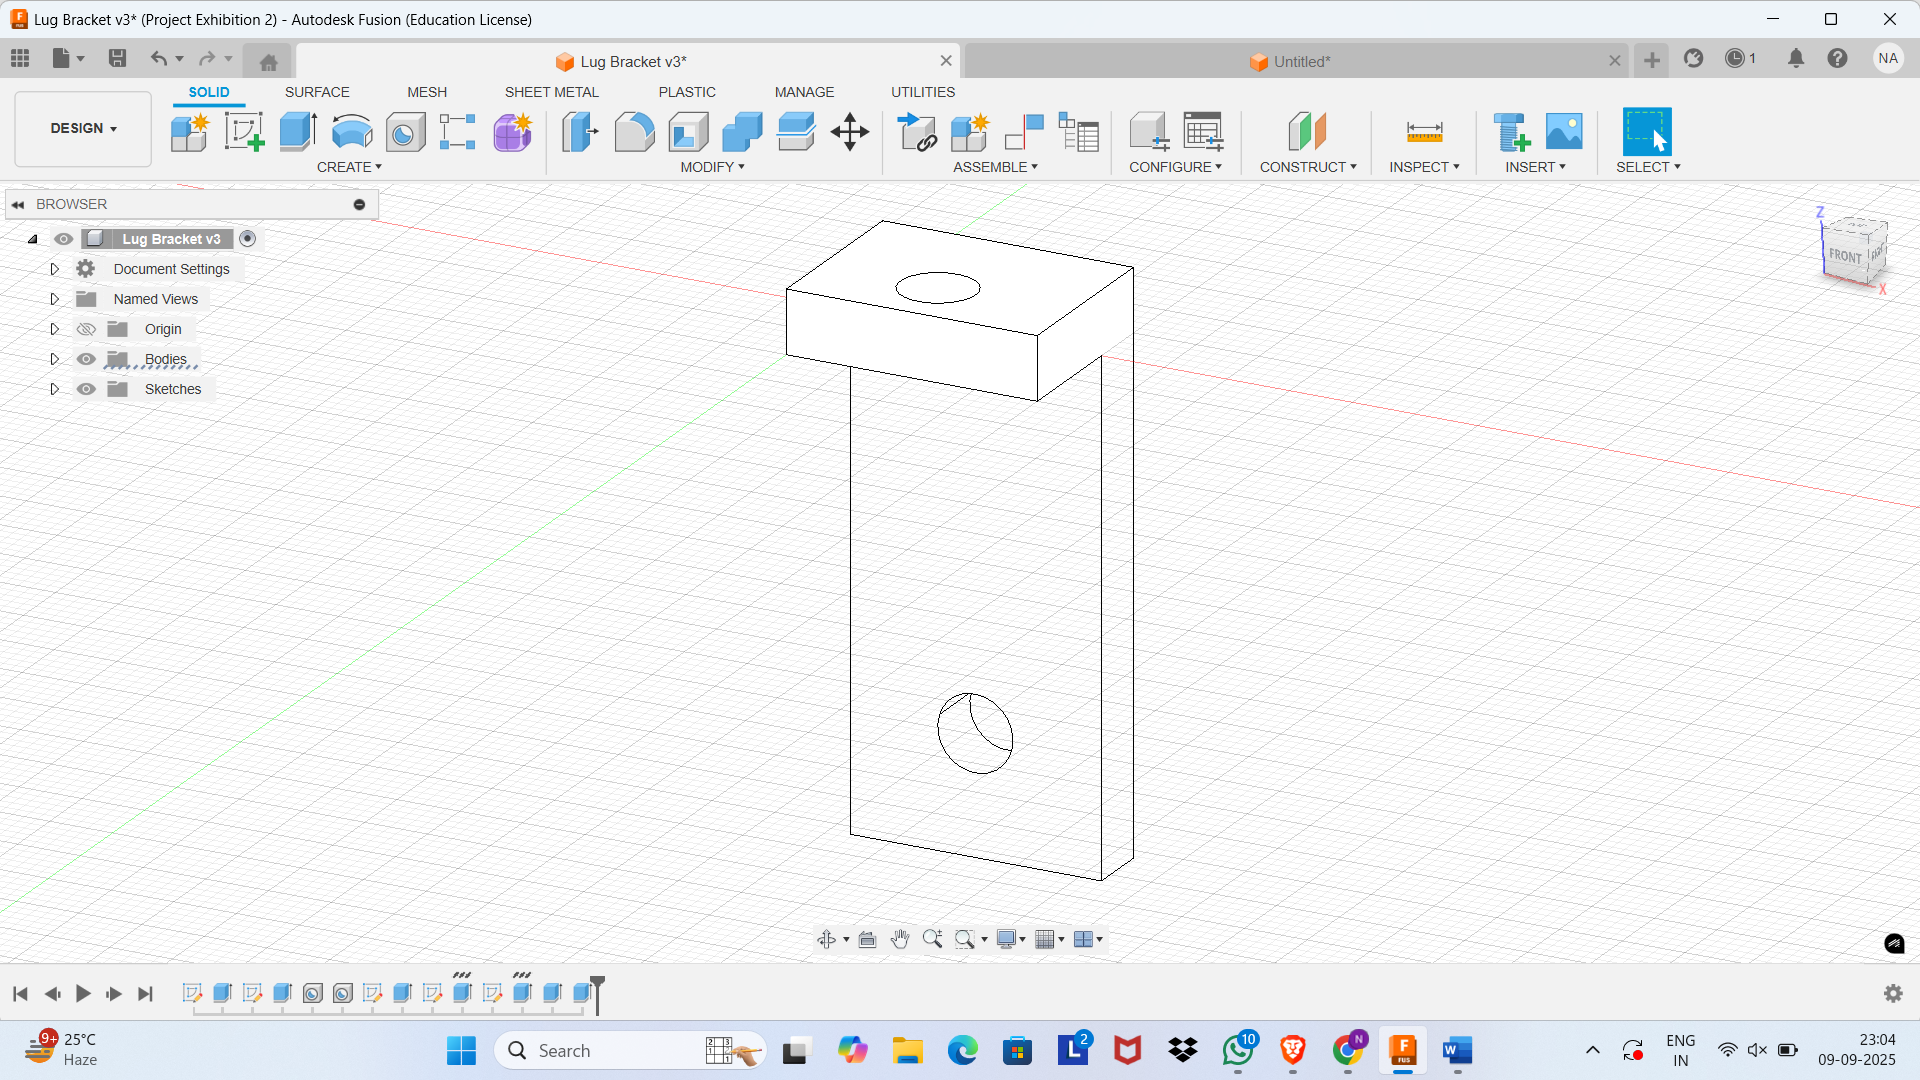 Lug Bracket v3* (Project Exhibition 2) - Autodesk Fusion (Education License)
Lug Bracket v3*
Untitled*
1
NA
DESIGN
SOLID
SURFACE
MESH
SHEET METAL
PLASTIC
MANAGE
UTILITIES
CREATE
MODIFY
ASSEMBLE
CONFIGURE
CONSTRUCT
INSPECT
INSERT
SELECT
BROWSER
Lug Bracket v3
Document Settings
Named Views
Origin
Bodies
Sketches
Z
FRONT
X
9+
25°C
Haze
Search
2
10
N
F
FUS
W
L
ENG
IN
23:04
09-09-2025